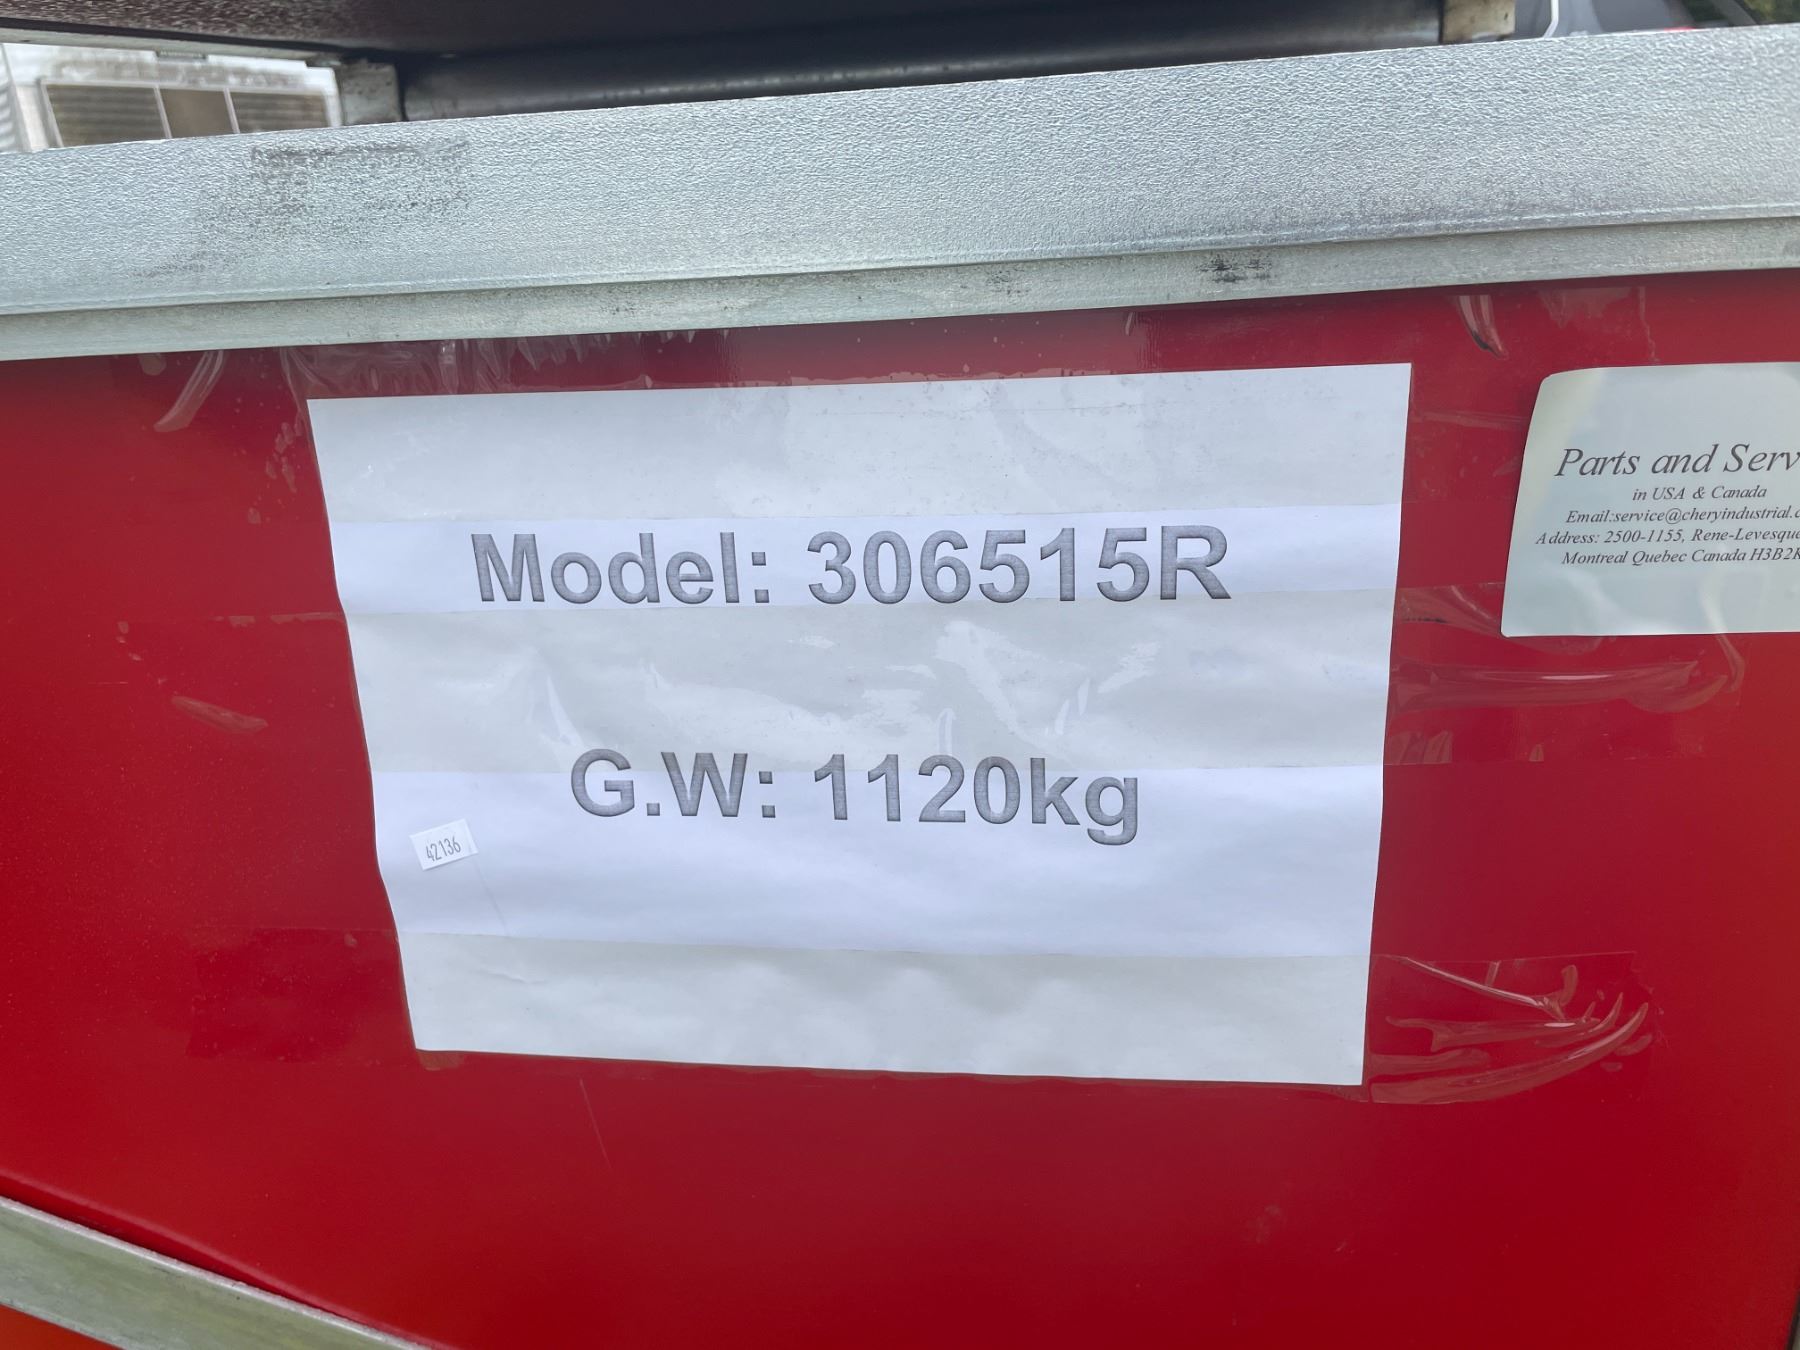 Model: 306515R
G.W: 1120kg
42136
Parts and Serv
in USA & Canada
Email:service@cheryindustrial.c
Address: 2500-1155, Rene-Levesque
Montreal Quebec Canada H3B2K